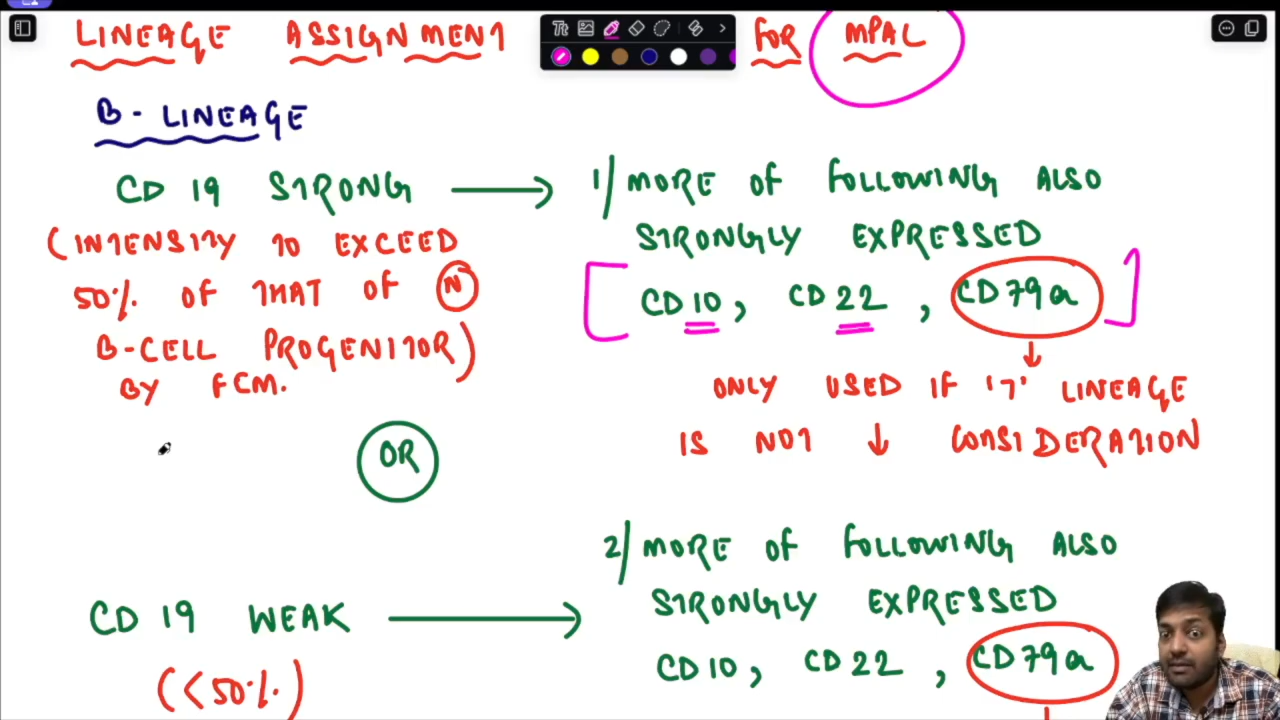 LINEAGE ASSIGNMENT FOR MPAL
B - LINEAGE
CD 19 STRONG → 1/ MORE OF FOLLOWING ALSO
STRONGLY EXPRESSED
(INTENSITY TO EXCEED
50% OF THAT OF N
B-CELL PROGENITOR)
BY FCM.
CD10, CD22, CD79a
↓
ONLY USED IF 'T' LINEAGE
IS NOT ↓ CONSIDERATION
OR
2/ MORE OF FOLLOWING ALSO
STRONGLY EXPRESSED
CD 19 WEAK →
(<50%)
CD10, CD22, CD79a